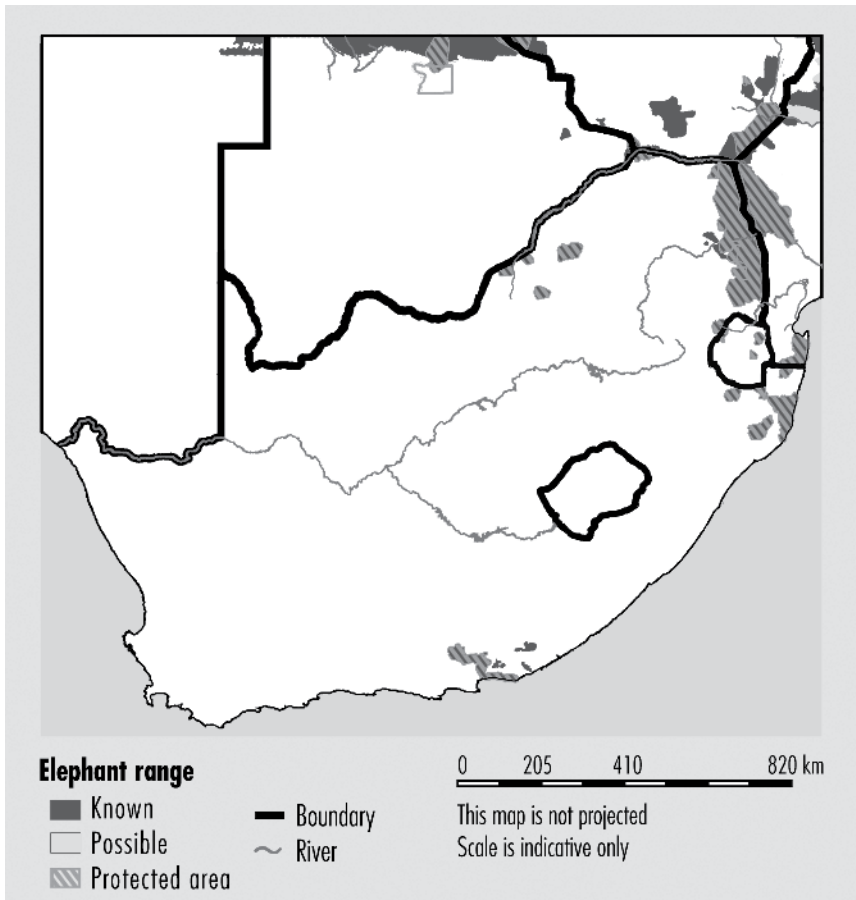 Elephant range
Known
Possible
Protected area
Boundary
River
0 205 410 820 km
This map is not projected
Scale is indicative only